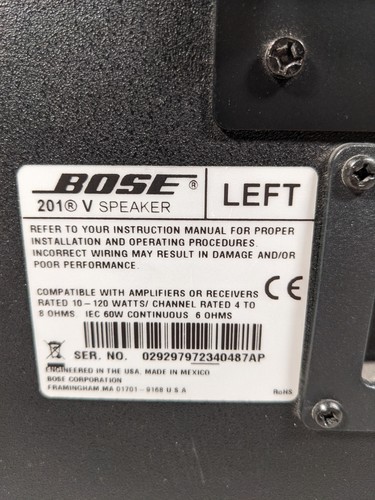 BOSE®
LEFT
201® V SPEAKER
REFER TO YOUR INSTRUCTION MANUAL FOR PROPER
INSTALLATION AND OPERATING PROCEDURES.
INCORRECT WIRING MAY RESULT IN DAMAGE AND/OR
POOR PERFORMANCE.
COMPATIBLE WITH AMPLIFIERS OR RECEIVERS
RATED 10 – 120 WATTS/ CHANNEL RATED 4 TO
8 OHMS IEC 60W CONTINUOUS 6 OHMS
CE
SER. NO. 029297972340487AP
ENGINEERED IN THE USA, MADE IN MEXICO
BOSE CORPORATION
FRAMINGHAM, MA 01701 - 9168 U S A
RoHS